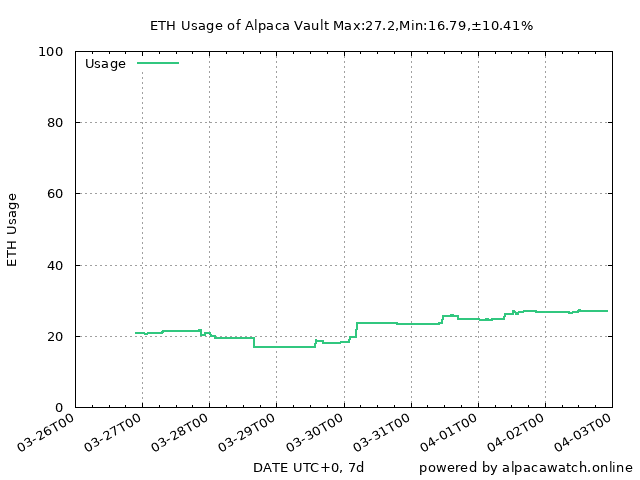 ETH Usage of Alpaca Vault Max:27.2,Min:16.79,±10.41%
Usage
100
80
60
40
20
0
ETH Usage
03-26T00
03-27T00
03-28T00
03-29T00
03-30T00
03-31T00
04-01T00
04-02T00
04-03T00
DATE UTC+0, 7d
powered by alpacawatch.online